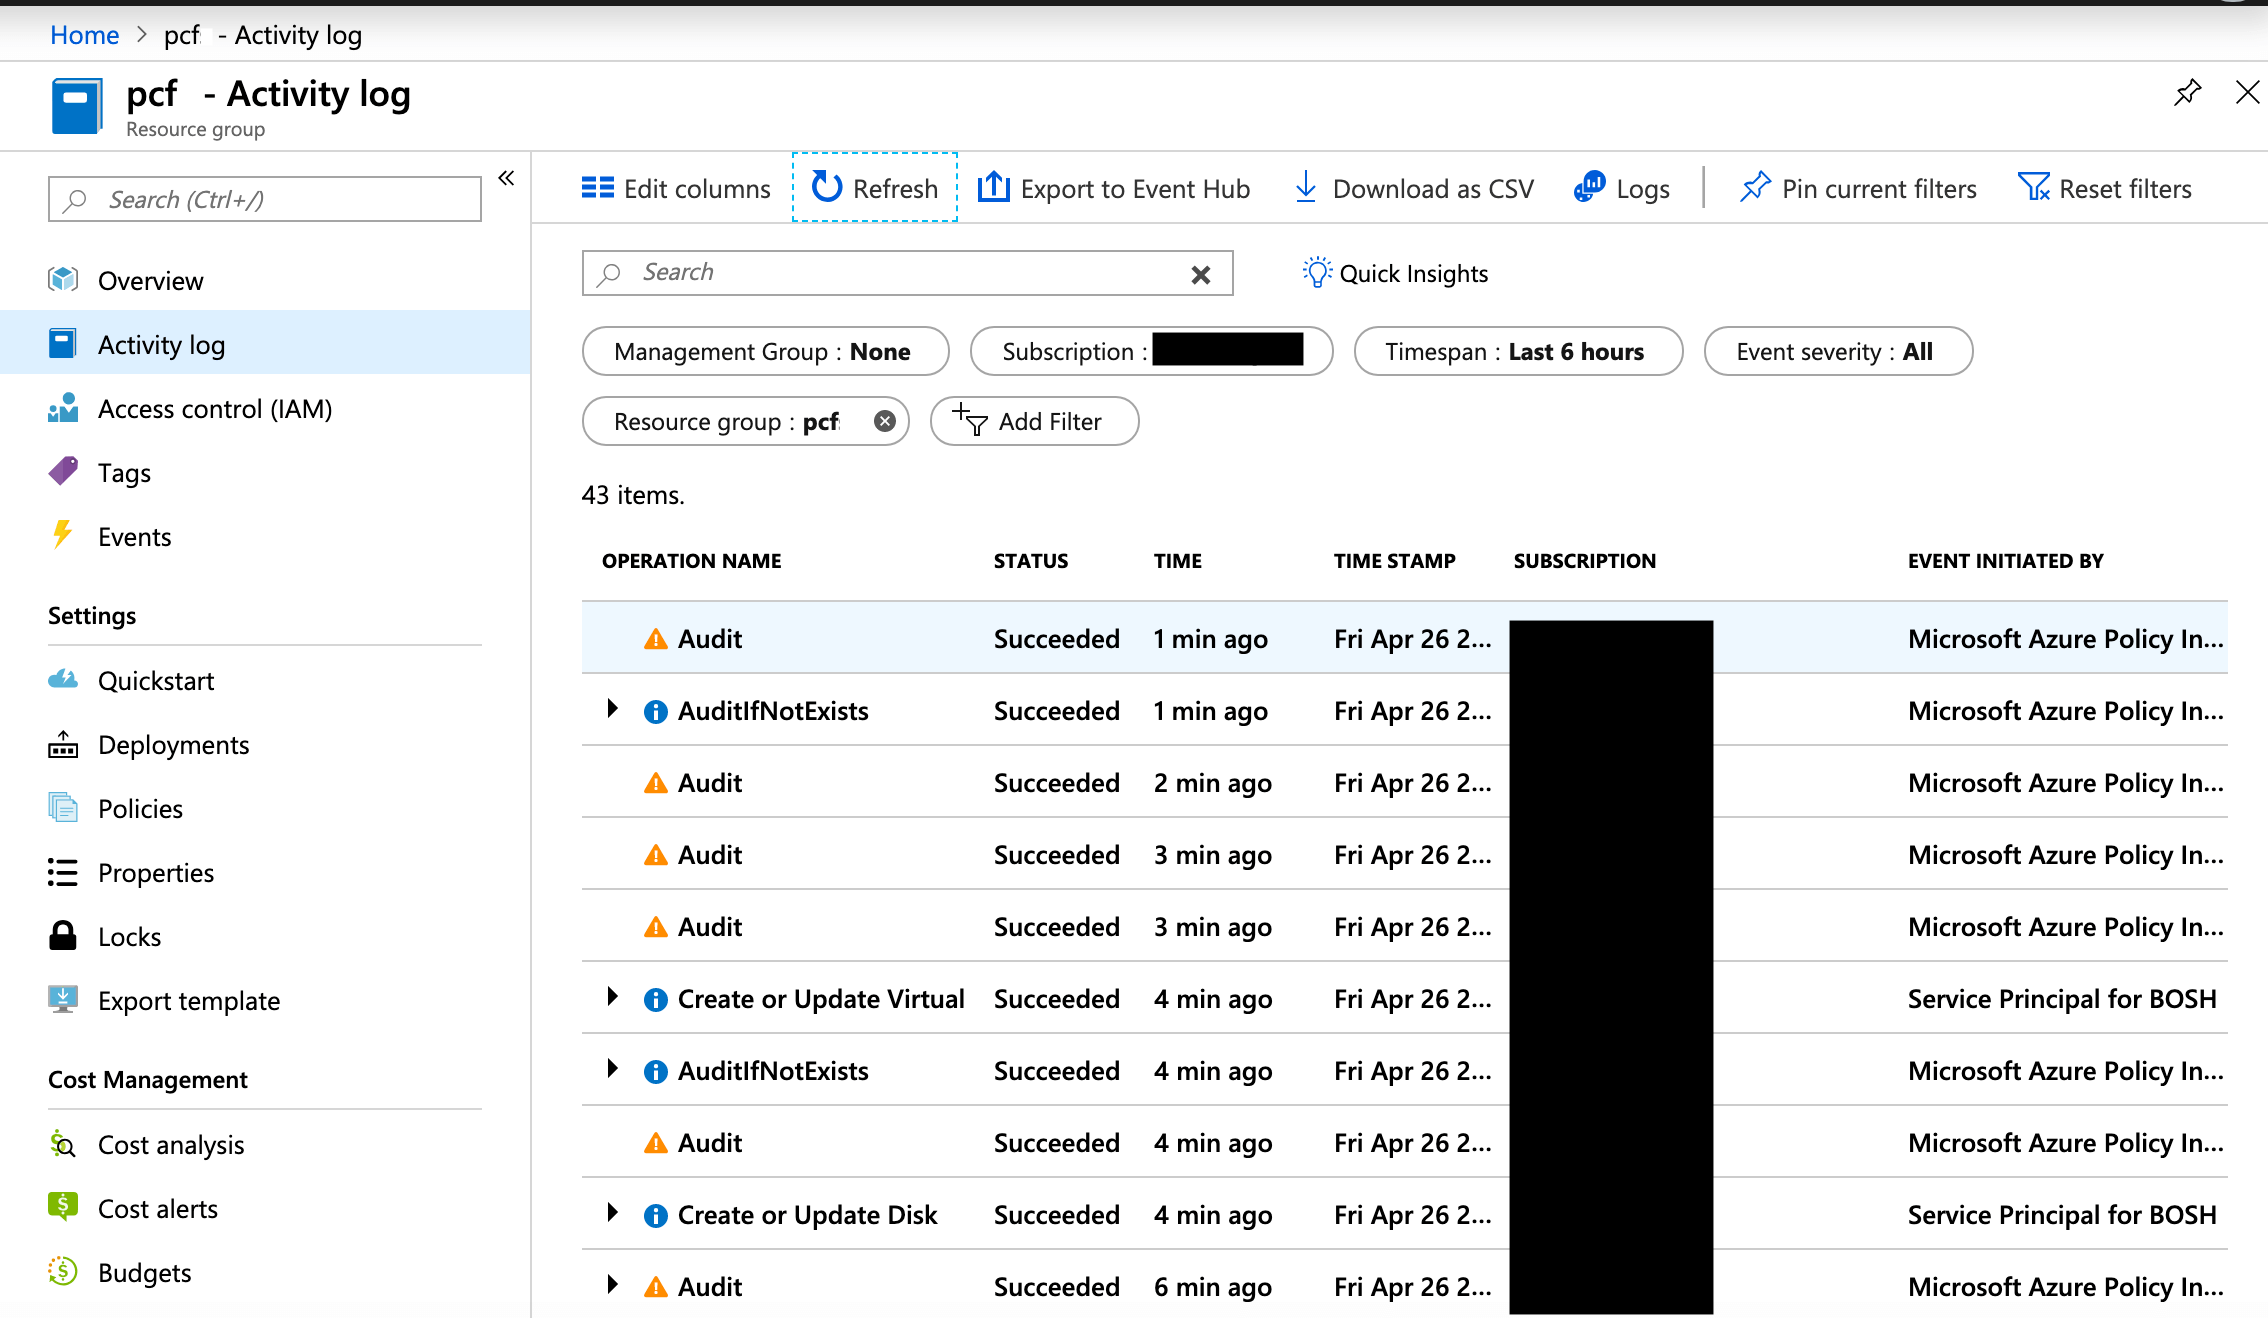 Home > pcf - Activity log
pcf - Activity log
Resource group
Search (Ctrl+/)
«
Overview
Activity log
Access control (IAM)
Tags
Events
Settings
Quickstart
Deployments
Policies
Properties
Locks
Export template
Cost Management
Cost analysis
Cost alerts
Budgets
Edit columns Refresh Export to Event Hub Download as CSV Logs Pin current filters Reset filters
Search Quick Insights
Management Group : None Subscription : Timespan : Last 6 hours Event severity : All
Resource group : pcf Add Filter
43 items.
OPERATION NAME STATUS TIME TIME STAMP SUBSCRIPTION EVENT INITIATED BY
Audit Succeeded 1 min ago Fri Apr 26 2... Microsoft Azure Policy In...
AuditIfNotExists Succeeded 1 min ago Fri Apr 26 2... Microsoft Azure Policy In...
Audit Succeeded 2 min ago Fri Apr 26 2... Microsoft Azure Policy In...
Audit Succeeded 3 min ago Fri Apr 26 2... Microsoft Azure Policy In...
Audit Succeeded 3 min ago Fri Apr 26 2... Microsoft Azure Policy In...
Create or Update Virtual Succeeded 4 min ago Fri Apr 26 2... Service Principal for BOSH
AuditIfNotExists Succeeded 4 min ago Fri Apr 26 2... Microsoft Azure Policy In...
Audit Succeeded 4 min ago Fri Apr 26 2... Microsoft Azure Policy In...
Create or Update Disk Succeeded 4 min ago Fri Apr 26 2... Service Principal for BOSH
Audit Succeeded 6 min ago Fri Apr 26 2... Microsoft Azure Policy In...